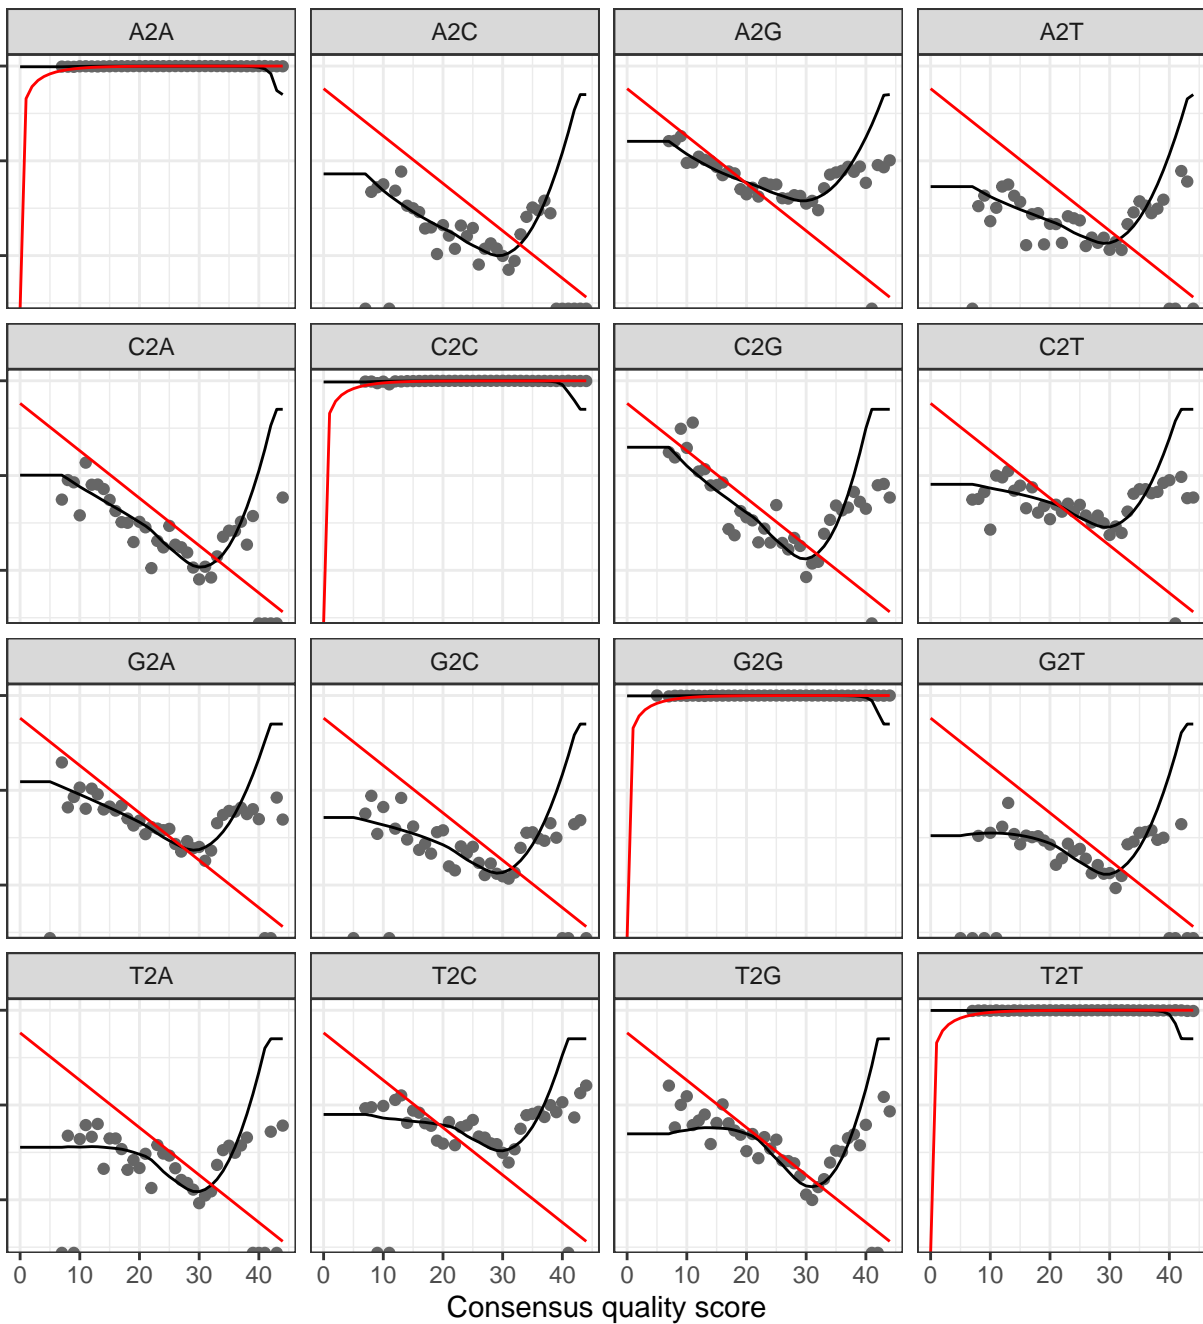 A2A A2C A2G A2T
C2A C2C C2G C2T
G2A G2C G2G G2T
T2A T2C T2G T2T
0 10 20 30 40 0 10 20 30 40 0 10 20 30 40 0 10 20 30 40
Consensus quality score